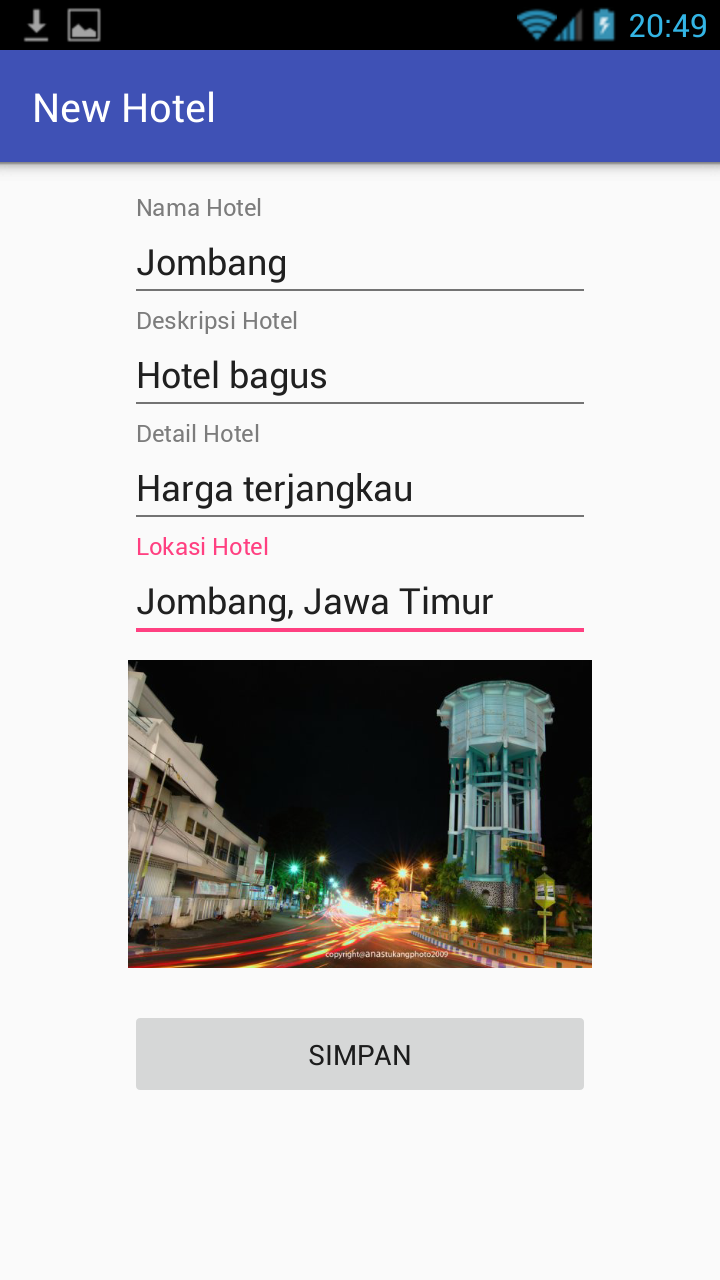 20:49
New Hotel
Nama Hotel
Jombang
Deskripsi Hotel
Hotel bagus
Detail Hotel
Harga terjangkau
Lokasi Hotel
Jombang, Jawa Timur
copyright@anastukangphoto2009
SIMPAN